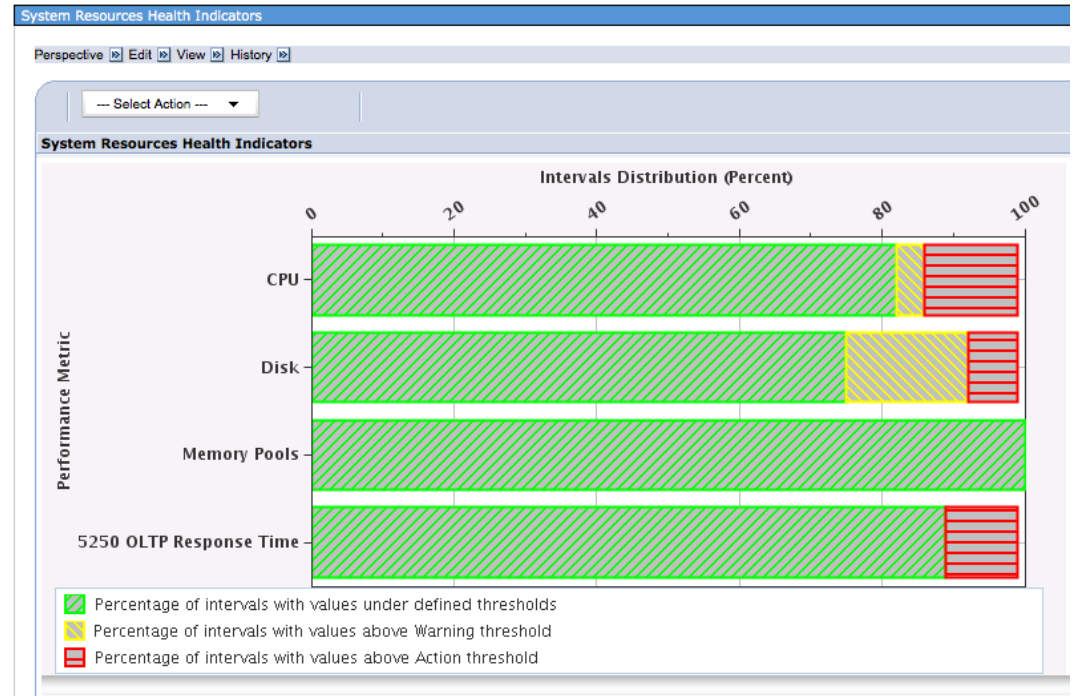 System Resources Health Indicators
Perspective Edit View History
--- Select Action ---
System Resources Health Indicators
Intervals Distribution (Percent)
0 20 40 60 80 100
Performance Metric
CPU
Disk
Memory Pools
5250 OLTP Response Time
Percentage of intervals with values under defined thresholds
Percentage of intervals with values above Warning threshold
Percentage of intervals with values above Action threshold